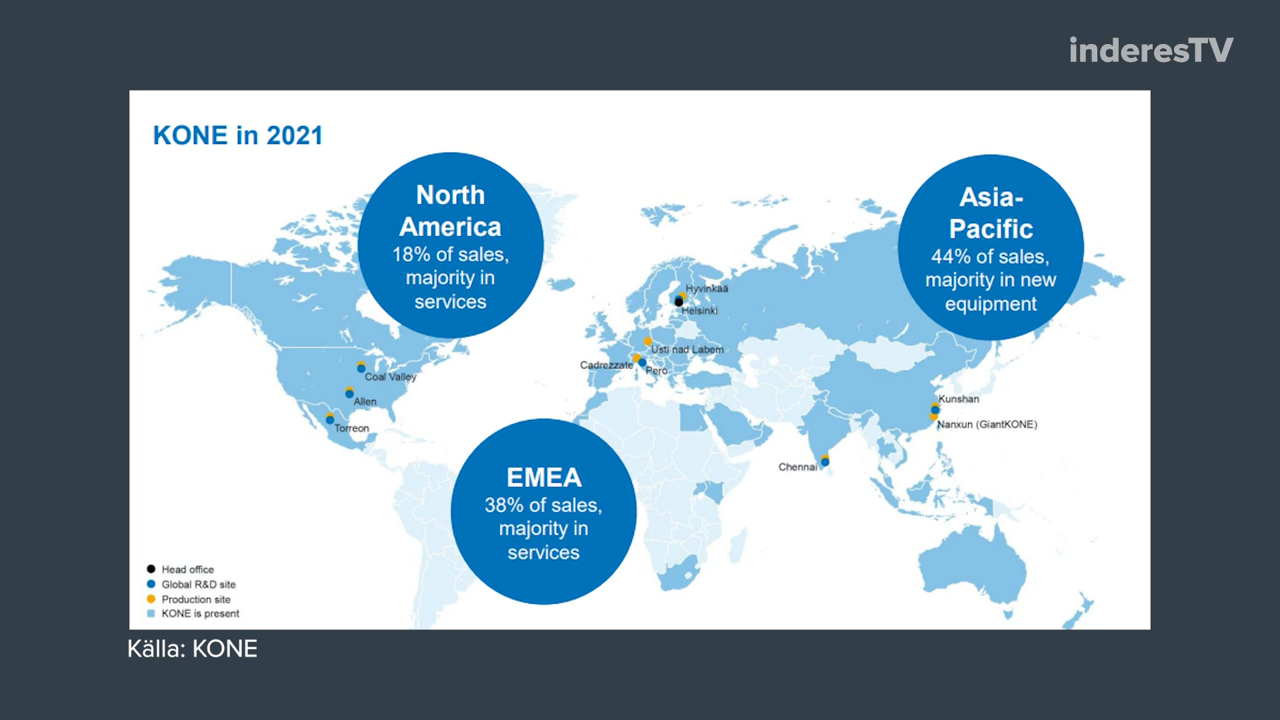 inderesTV
KONE in 2021
North
America
18% of sales,
majority in
services
Asia-
Pacific
44% of sales,
majority in new
equipment
Hyvinkää
Helsinki
Usti nad Labem
Cadrezzate
Pero
Coal Valley
Allen
Torreon
Kunshan
Nanxun (GiantKONE)
Chennai
EMEA
38% of sales,
majority in
services
Head office
Global R&D site
Production site
KONE is present
Källa: KONE